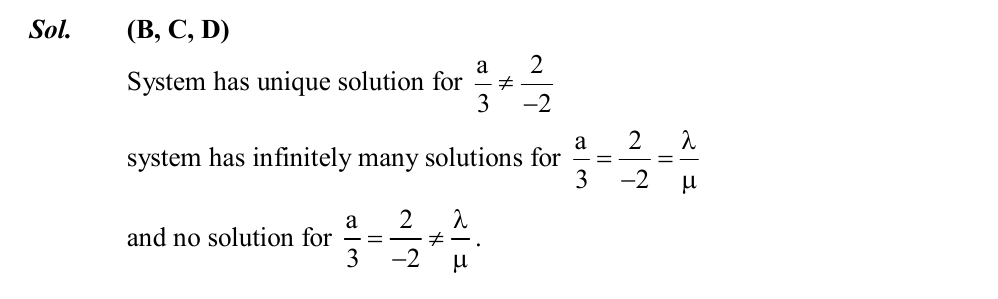 Sol. (B, C, D)
System has unique solution for a/3 ≠ 2/−2
system has infinitely many solutions for a/3 = 2/−2 = λ/μ
and no solution for a/3 = 2/−2 ≠ λ/μ .